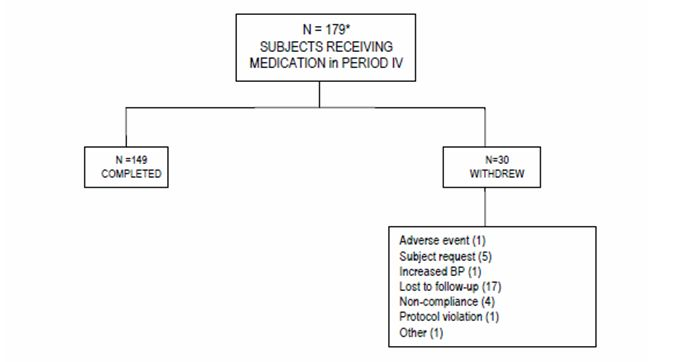 N = 179*
SUBJECTS RECEIVING
MEDICATION in PERIOD IV
N =149
COMPLETED
N=30
WITHDREW
Adverse event (1)
Subject request (5)
Increased BP (1)
Lost to follow-up (17)
Non-compliance (4)
Protocol violation (1)
Other (1)